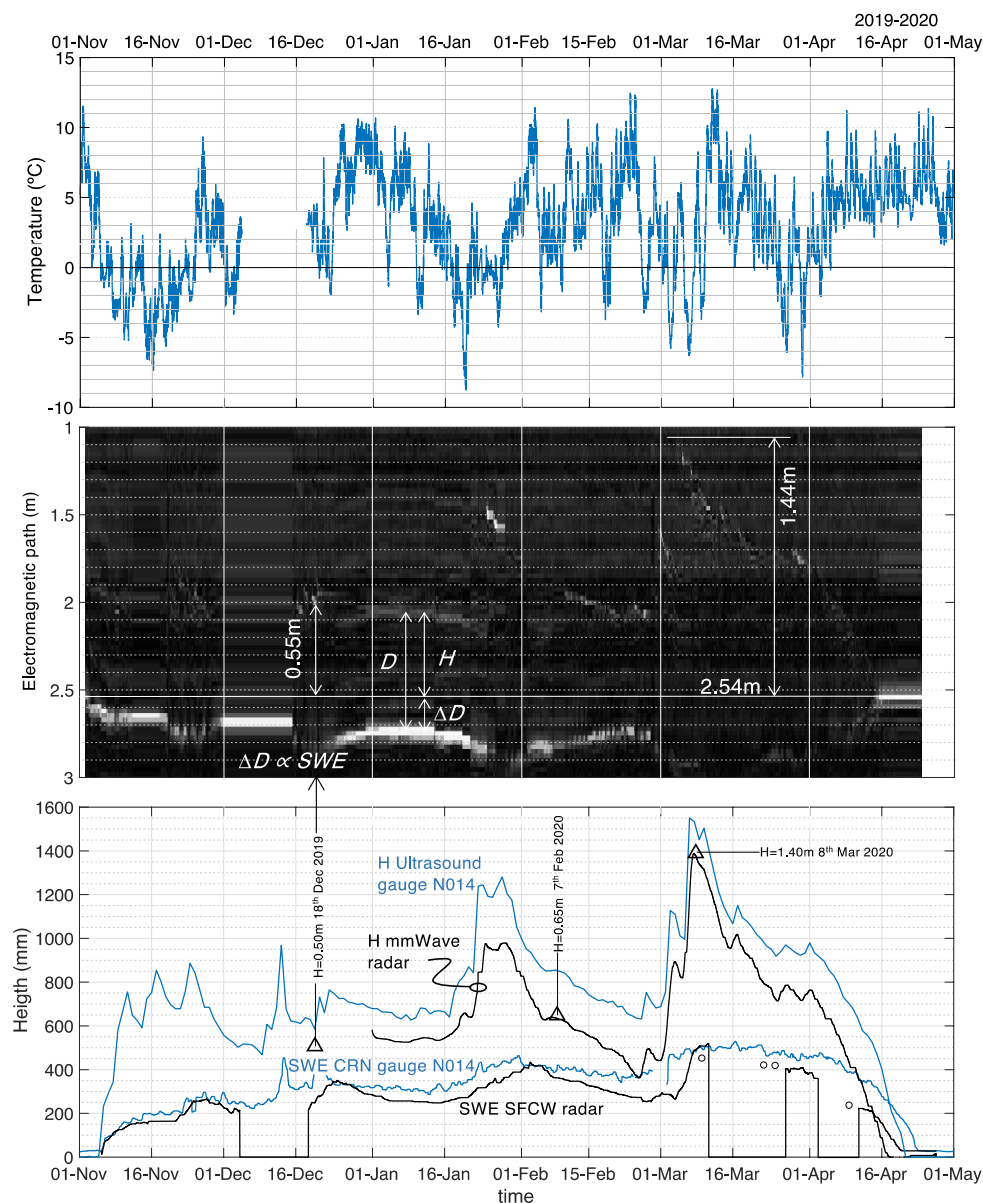 2019-2020
01-Nov 16-Nov 01-Dec 16-Dec 01-Jan 16-Jan 01-Feb 15-Feb 01-Mar 16-Mar 01-Apr 16-Apr 01-May
15
10
5
0
-5
-10
Temperature (ºC)
1
1.5
2
2.5
3
Electromagnetic path (m)
1.44m
0.55m
D
H
2.54m
ΔD
ΔD ∝ SWE
1600
1400
1200
1000
800
600
400
200
0
Heigth (mm)
H=0.50m 18th Dec 2019
H Ultrasound
gauge N014
H mmWave
radar
H=0.65m 7th Feb 2020
H=1.40m 8th Mar 2020
SWE CRN gauge N014
SWE SFCW radar
01-Nov 16-Nov 01-Dec 16-Dec 01-Jan 16-Jan 01-Feb 15-Feb 01-Mar 16-Mar 01-Apr 16-Apr 01-May
time